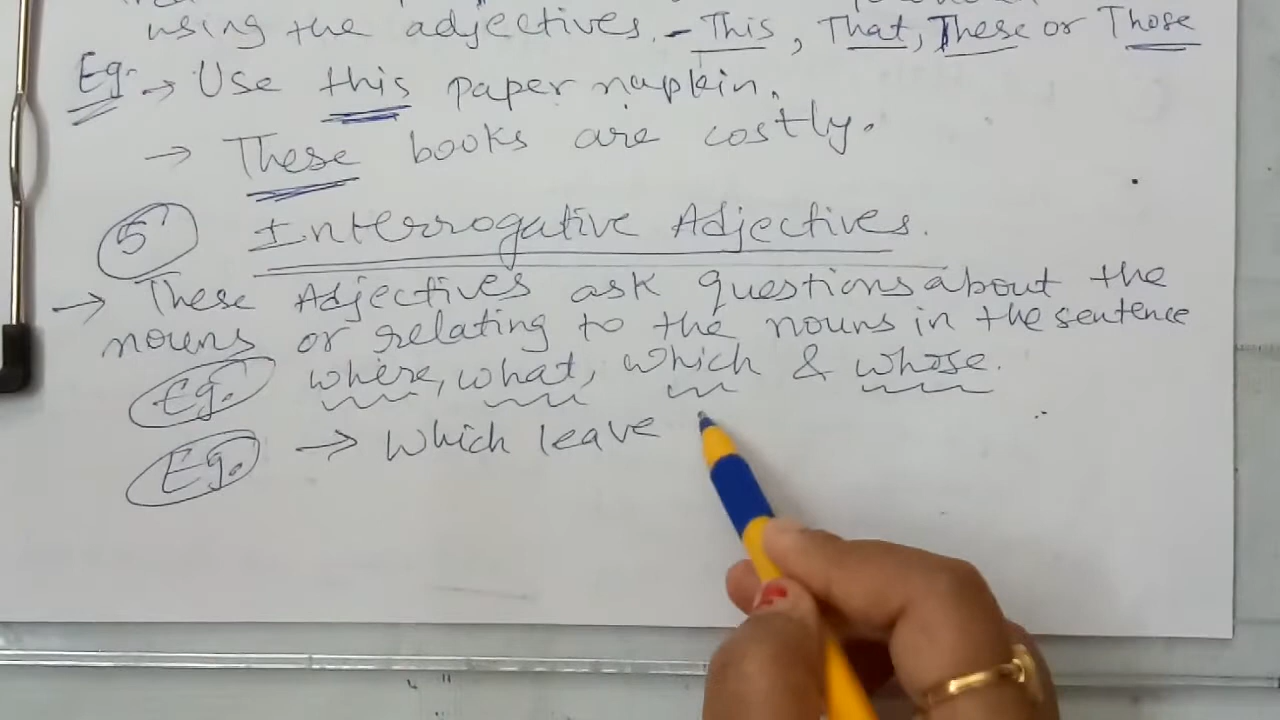 using the adjectives. - This, That, These or Those
Eg. → Use this paper napkin.
→ These books are costly.
5 Interrogative Adjectives.
→ These Adjectives ask questions about the
nouns or relating to the nouns in the sentence
Eg. where, what, which & whose.
Eg. → Which leave